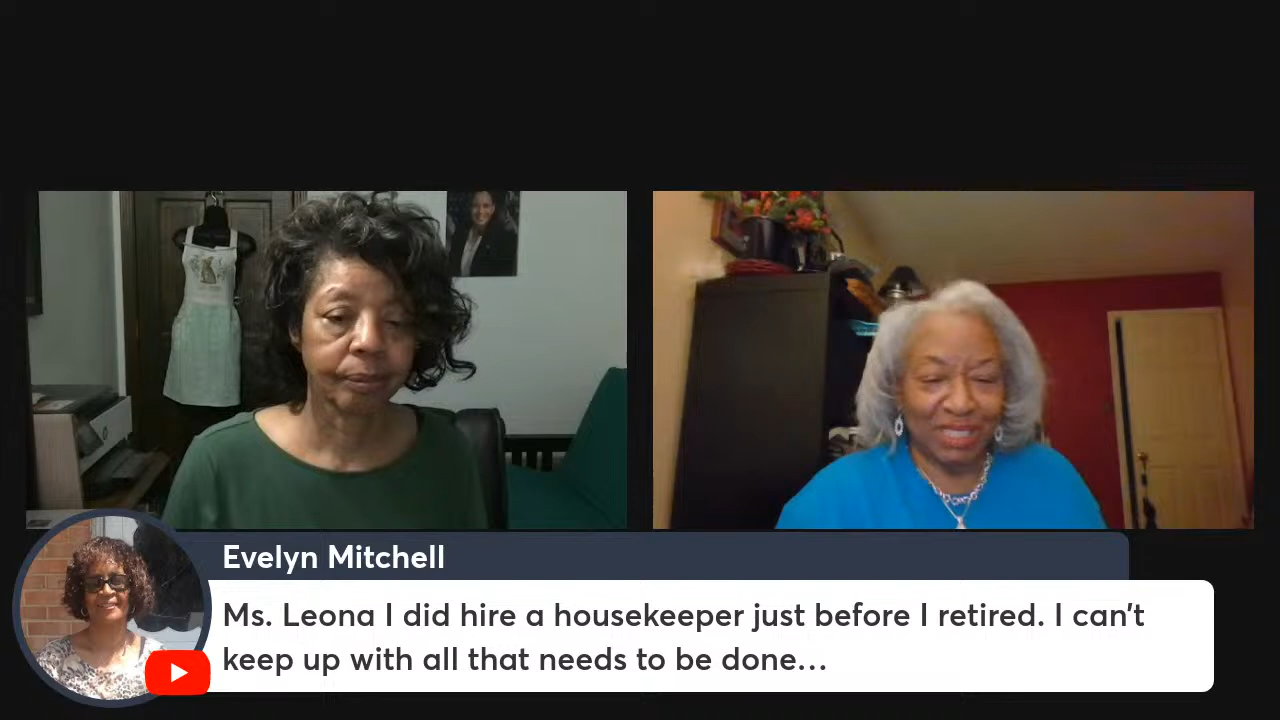 Evelyn Mitchell
Ms. Leona I did hire a housekeeper just before I retired. I can't
keep up with all that needs to be done…